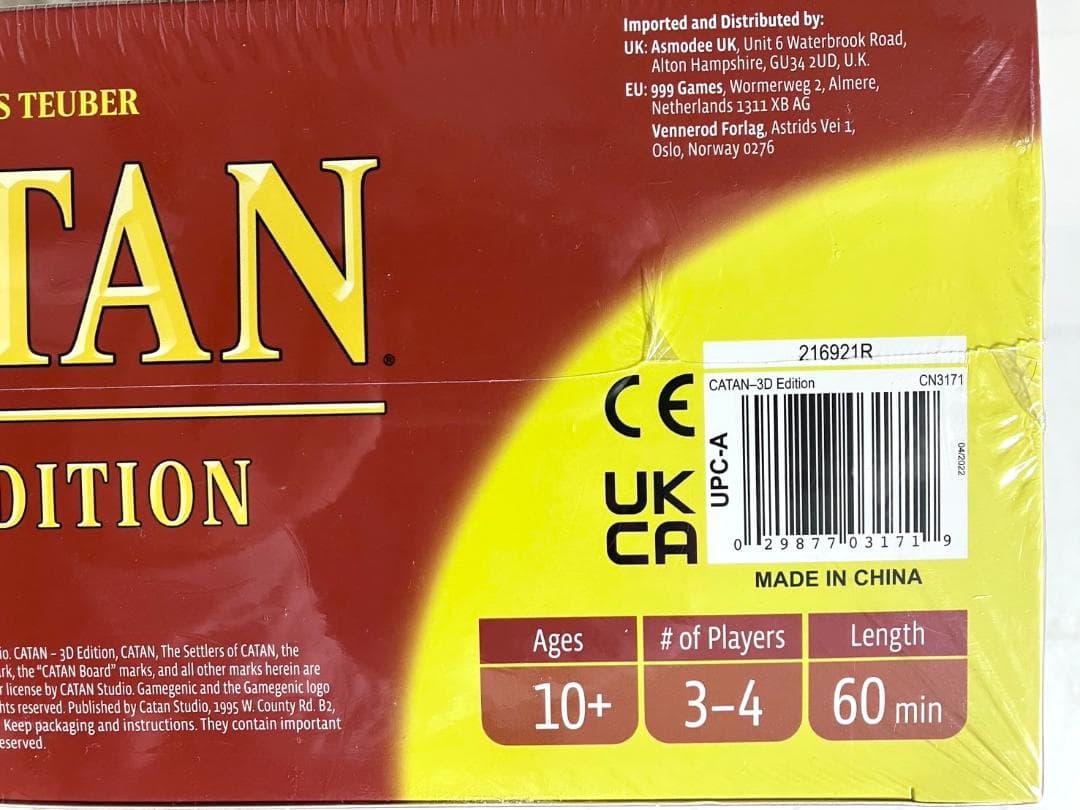 Imported and Distributed by:
UK: Asmodee UK, Unit 6 Waterbrook Road,
Alton Hampshire, GU34 2UD, U.K.
EU: 999 Games, Wormerweg 2, Almere,
Netherlands 1311 XB AG
Vennerod Forlag, Astrids Vei 1,
Oslo, Norway 0276
S TEUBER
TAN®
DITION
216921R
CATAN–3D Edition CN3171
UPC-A
04/2022
0 29877 03171 9
CE
UK
CA
MADE IN CHINA
Ages
10+
# of Players
3–4
Length
60 min
io. CATAN – 3D Edition, CATAN, The Settlers of CATAN, the
rk, the "CATAN Board" marks, and all other marks herein are
r license by CATAN Studio. Gamegenic and the Gamegenic logo
hts reserved. Published by Catan Studio, 1995 W. County Rd. B2,
Keep packaging and instructions. They contain important
eserved.